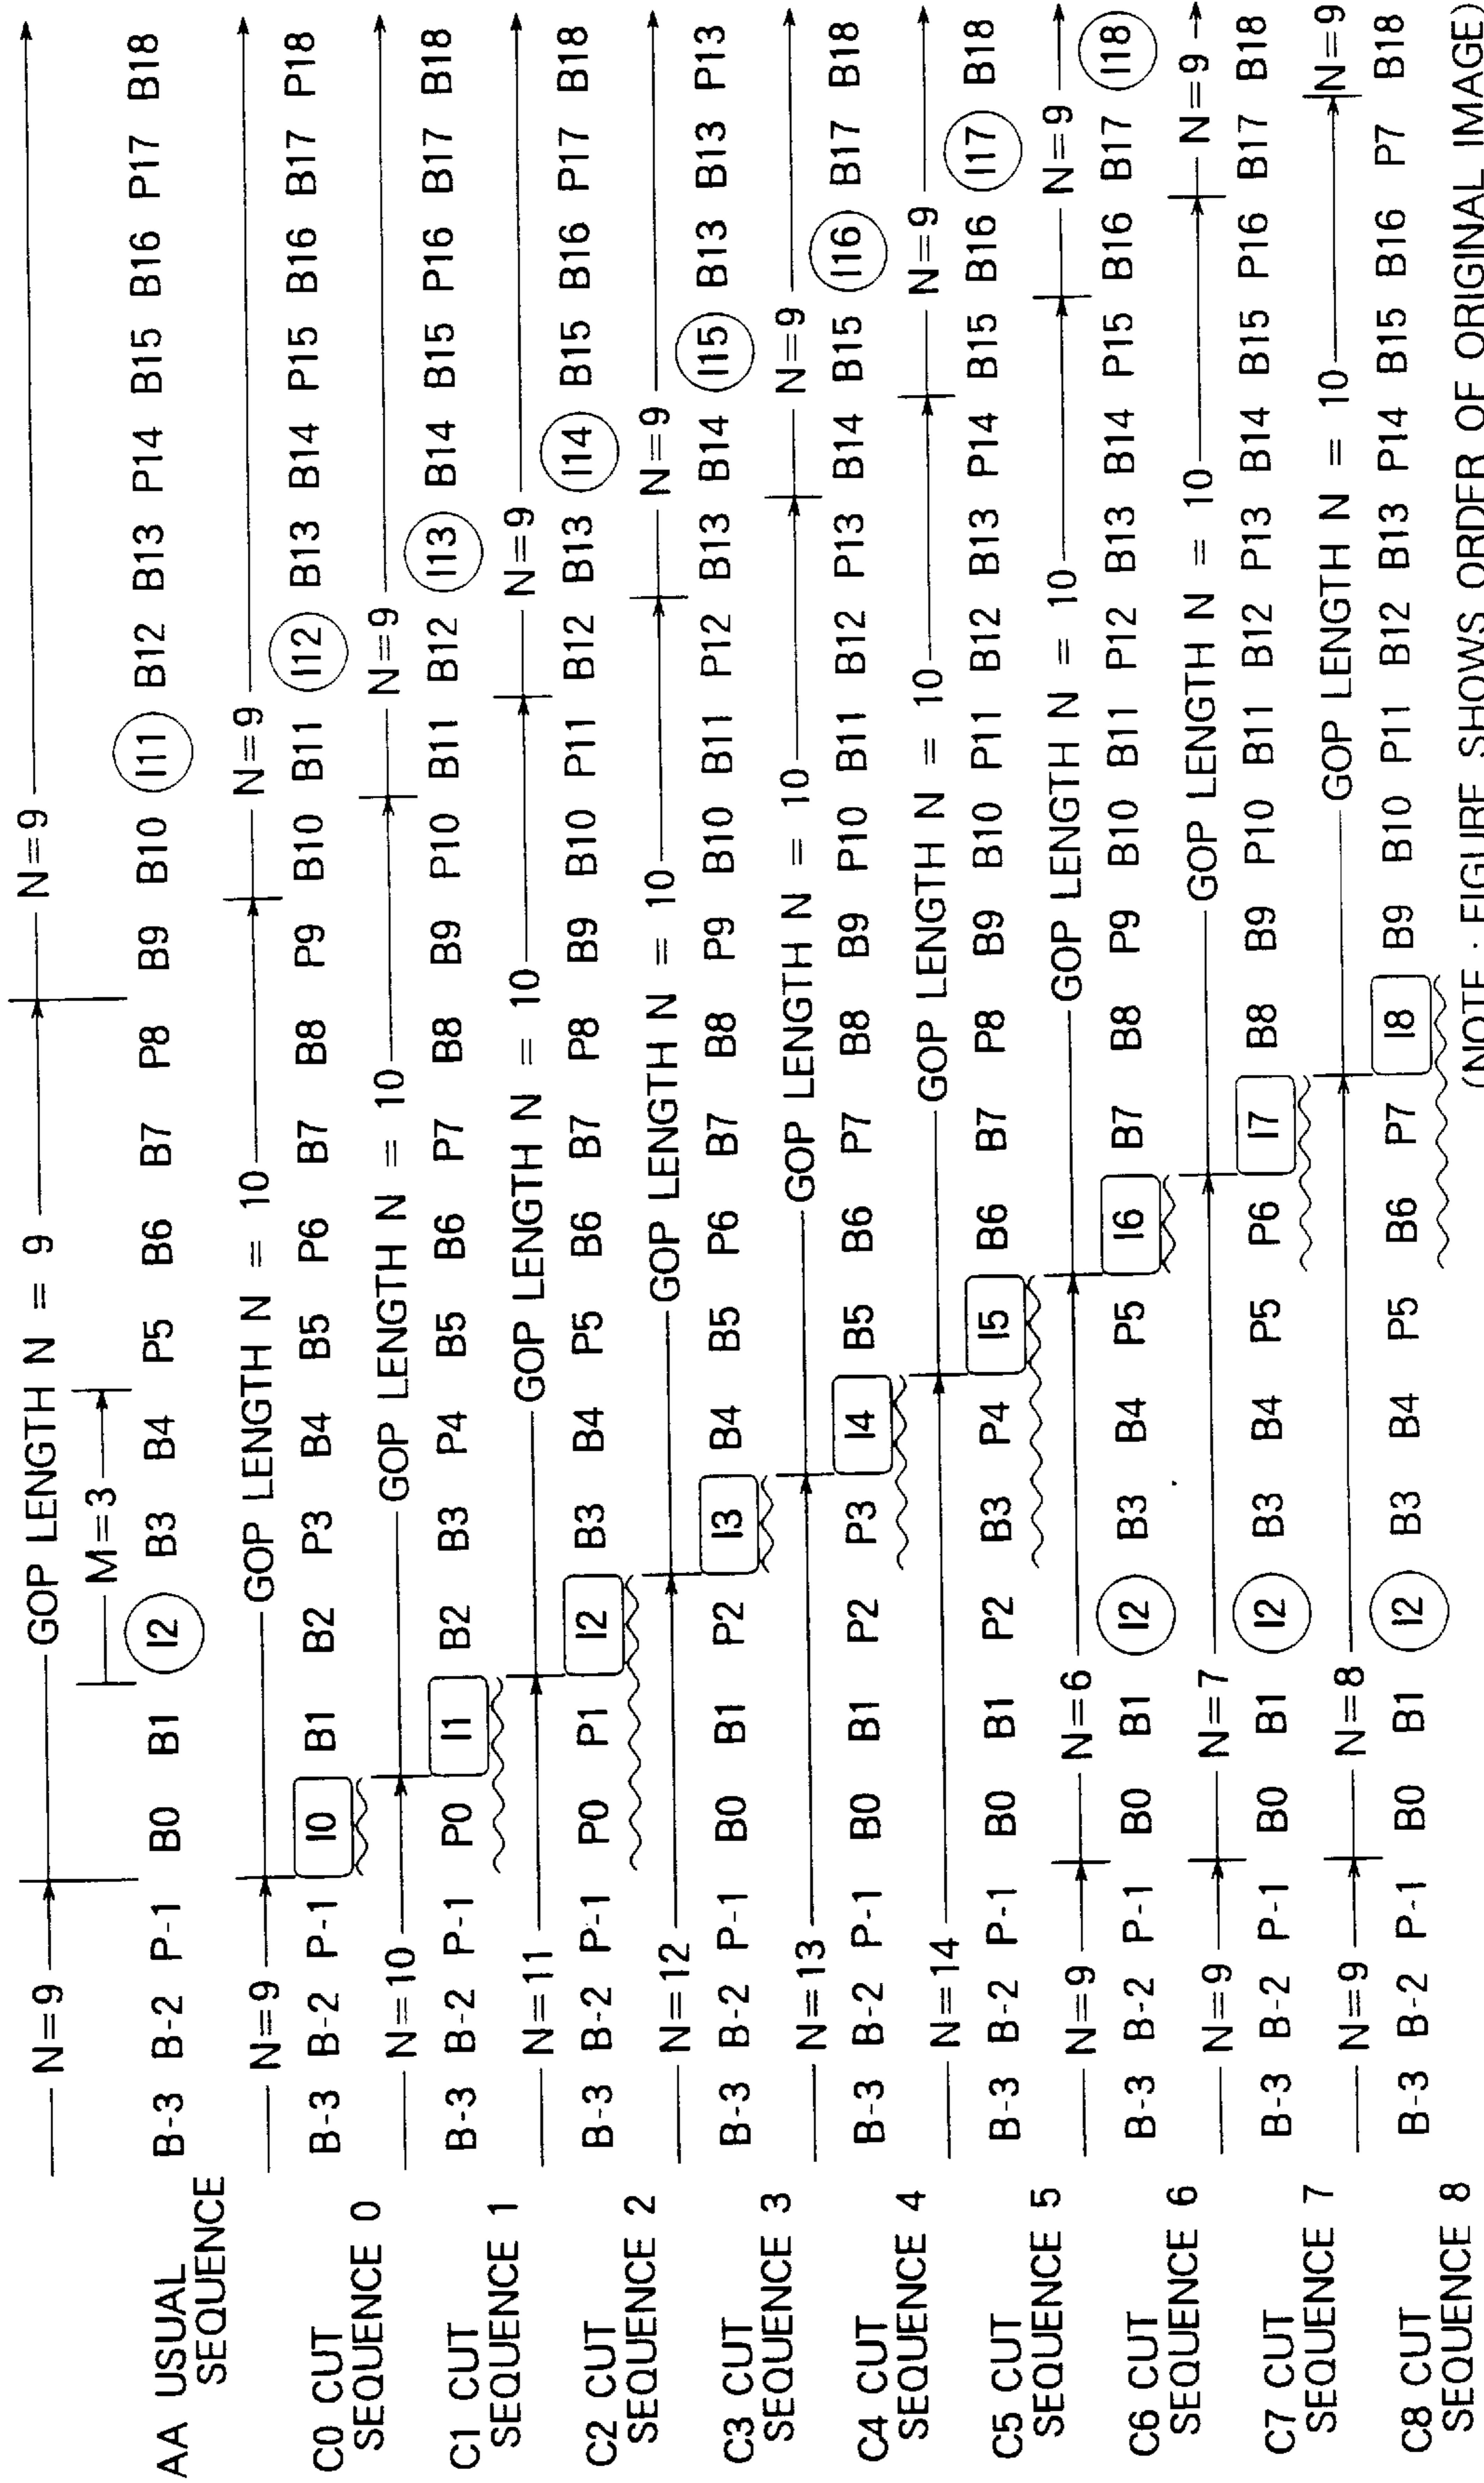 N=9 GOP LENGTH N = 9 N=9
M=3
AA USUAL SEQUENCE
B-3 B-2 P-1 B0 B1 I2 B3 B4 P5 B6 B7 P8 B9 B10 I11 B12 B13 P14 B15 B16 P17 B18
N=9 GOP LENGTH N = 10 N=9
C0 CUT SEQUENCE 0
B-3 B-2 P-1 I0 B1 B2 P3 B4 B5 P6 B7 B8 P9 B10 B11 I12 B13 B14 P15 B16 B17 P18
N=10 GOP LENGTH N = 10 N=9
C1 CUT SEQUENCE 1
B-3 B-2 P-1 P0 I1 B2 B3 P4 B5 B6 P7 B8 B9 P10 B11 B12 I13 B14 B15 P16 B17 B18
N=11 GOP LENGTH N = 10 N=9
C2 CUT SEQUENCE 2
B-3 B-2 P-1 P0 P1 I2 B3 B4 P5 B6 B7 P8 B9 B10 P11 B12 B13 I14 B15 B16 P17 B18
N=12 GOP LENGTH N = 10 N=9
C3 CUT SEQUENCE 3
B-3 B-2 P-1 B0 B1 P2 I3 B4 B5 P6 B7 B8 P9 B10 B11 P12 B13 B14 I15 B13 B13 P13
N=13 GOP LENGTH N = 10 N=9
C4 CUT SEQUENCE 4
B-3 B-2 P-1 B0 B1 P2 P3 I4 B5 B6 P7 B8 B9 P10 B11 B12 P13 B14 B15 I16 B17 B18
N=14 GOP LENGTH N = 10 N=9
C5 CUT SEQUENCE 5
B-3 B-2 P-1 B0 B1 P2 B3 P4 I5 B6 B7 P8 B9 B10 P11 B12 B13 P14 B15 B16 I17 B18
N=9 N=6 GOP LENGTH N = 10 N=9
C6 CUT SEQUENCE 6
B-3 B-2 P-1 B0 B1 I2 B3 B4 P5 I6 B7 B8 P9 B10 B11 P12 B13 B14 P15 B16 B17 I18
N=9 N=7 GOP LENGTH N = 10 N=9
C7 CUT SEQUENCE 7
B-3 B-2 P-1 B0 B1 I2 B3 B4 P5 P6 I7 B8 B9 P10 B11 B12 P13 B14 B15 P16 B17 B18
N=9 N=8 GOP LENGTH N = 10 N=9
C8 CUT SEQUENCE 8
B-3 B-2 P-1 B0 B1 I2 B3 B4 P5 B6 P7 I8 B9 B10 P11 B12 B13 P14 B15 B16 P7 B18
(NOTE : FIGURE SHOWS ORDER OF ORIGINAL IMAGE)